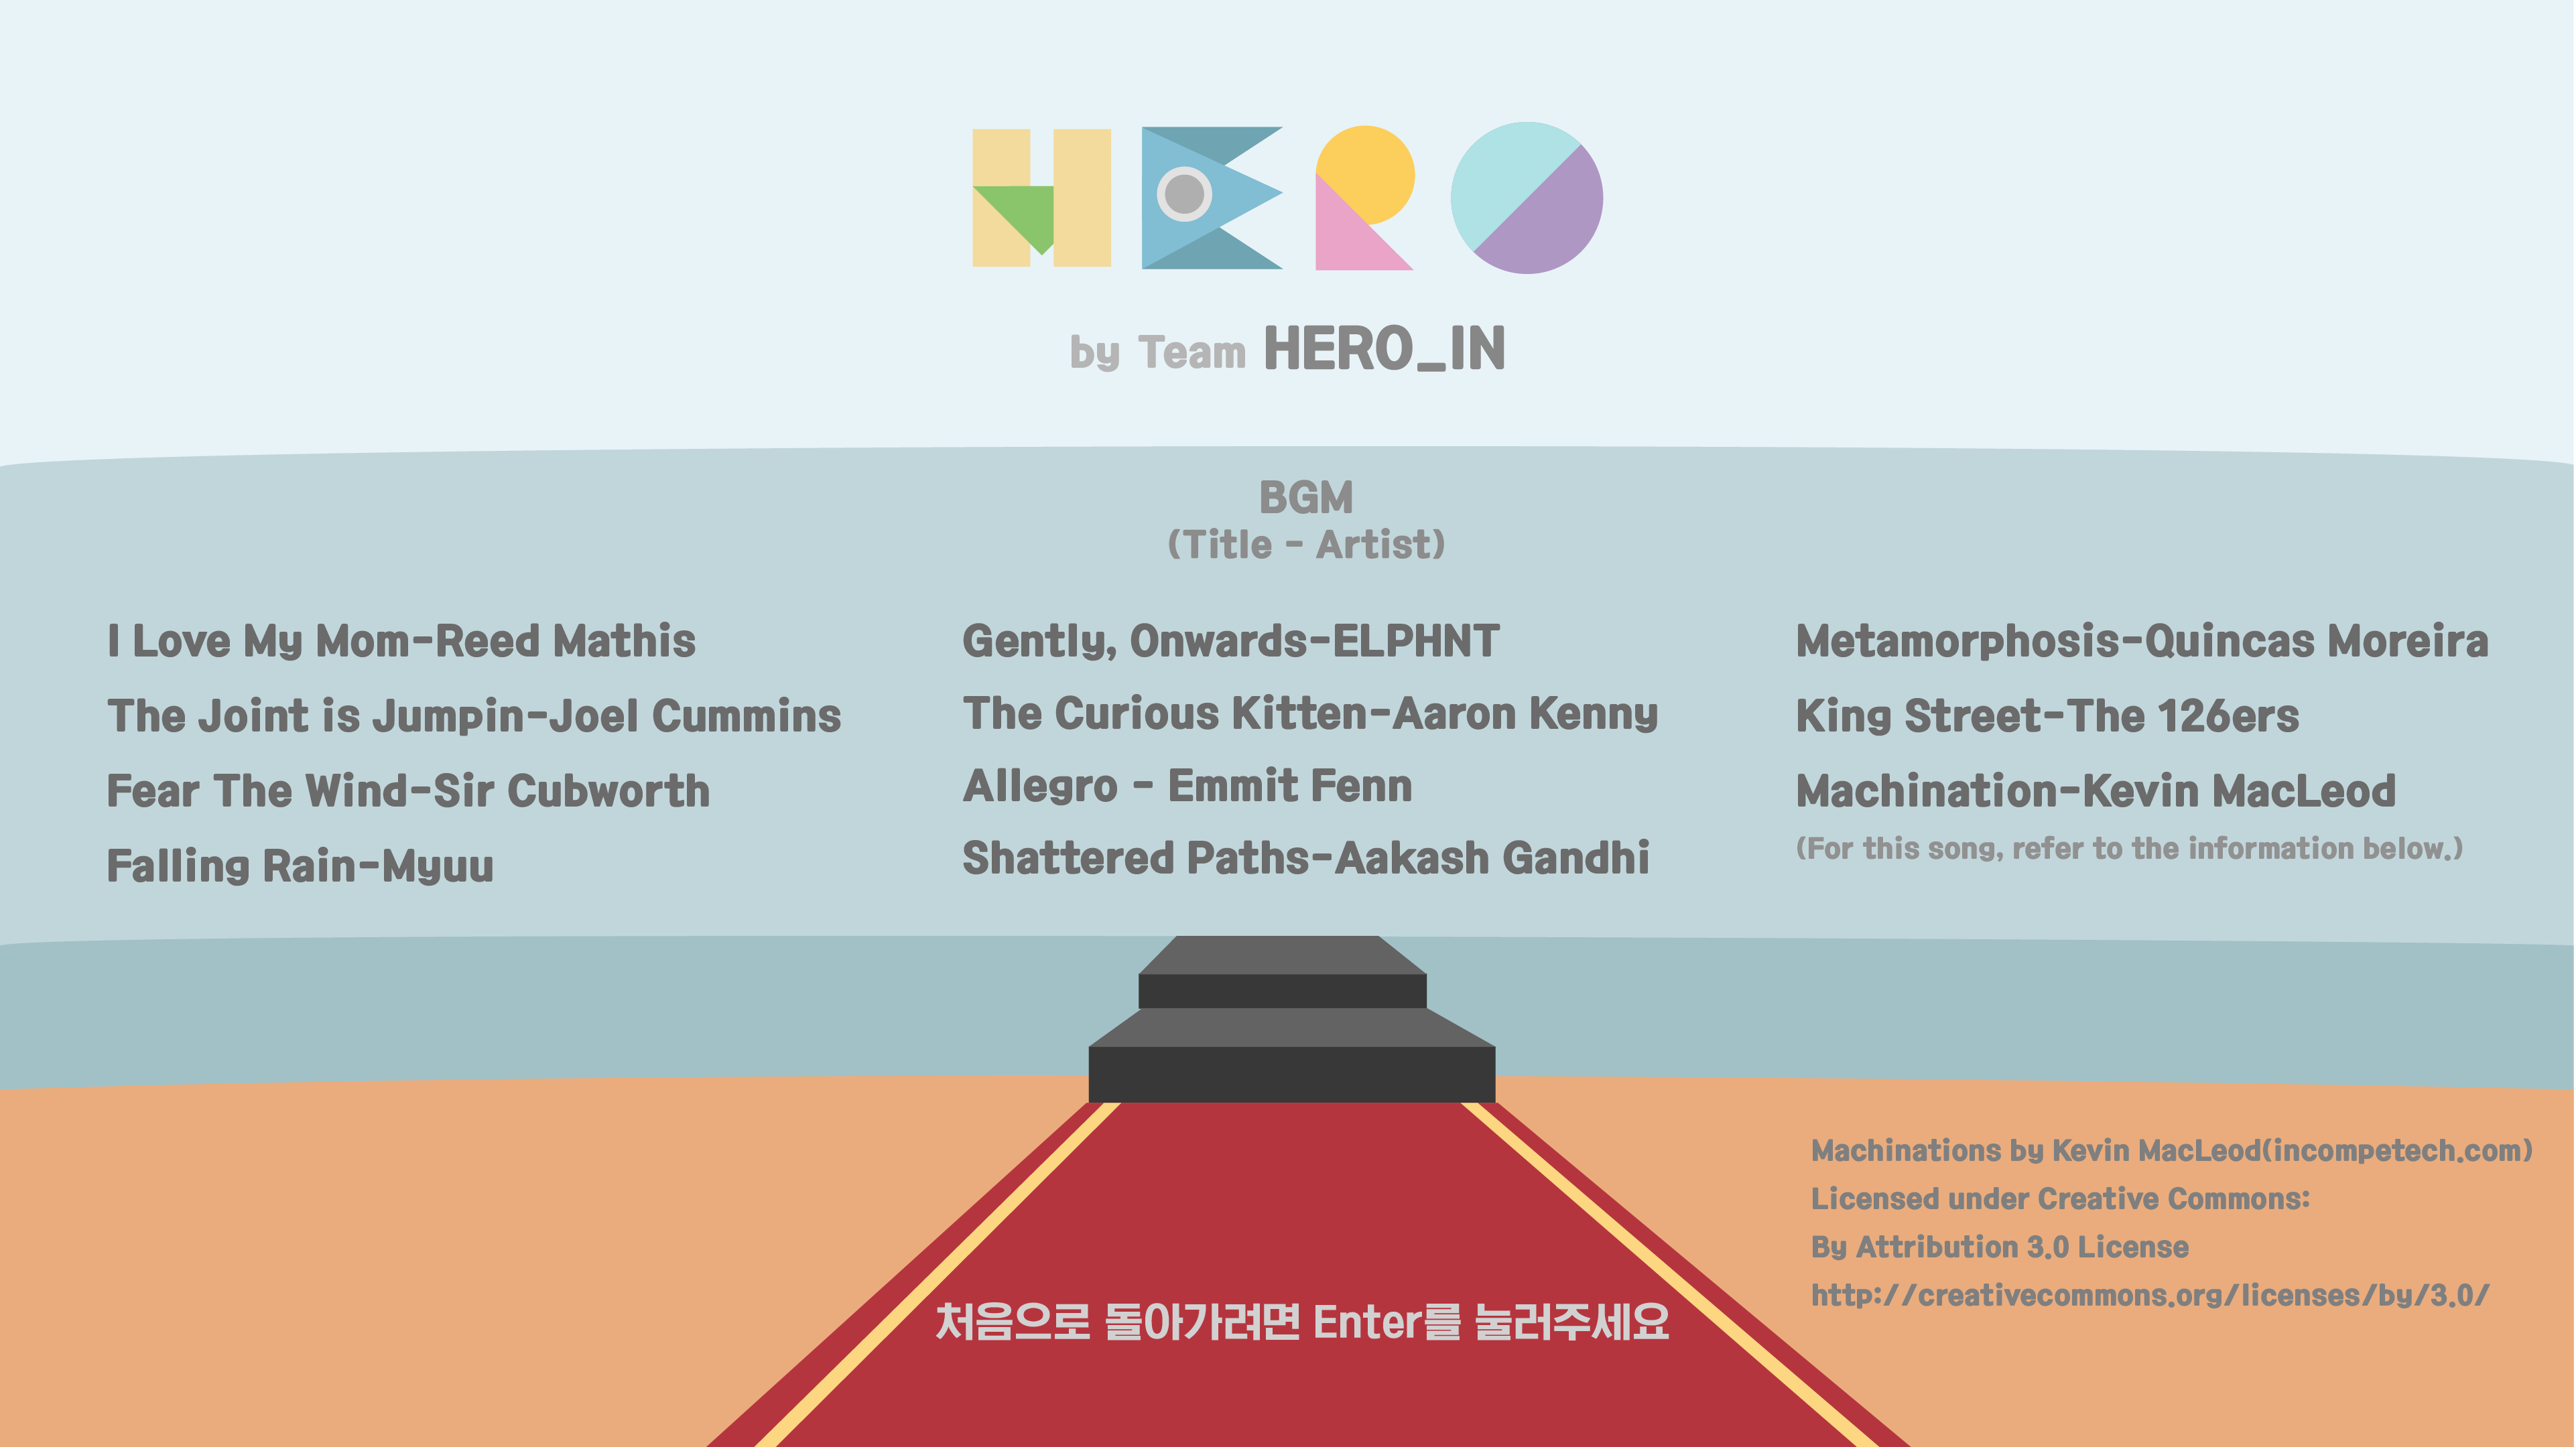 HERO
by Team HERO_IN
BGM
(Title - Artist)
I Love My Mom-Reed Mathis
The Joint is Jumpin-Joel Cummins
Fear The Wind-Sir Cubworth
Falling Rain-Myuu
Gently, Onwards-ELPHNT
The Curious Kitten-Aaron Kenny
Allegro - Emmit Fenn
Shattered Paths-Aakash Gandhi
Metamorphosis-Quincas Moreira
King Street-The 126ers
Machination-Kevin MacLeod
(For this song, refer to the information below.)
Machinations by Kevin MacLeod(incompetech.com)
Licensed under Creative Commons:
By Attribution 3.0 License
http://creativecommons.org/licenses/by/3.0/
처음으로 돌아가려면 Enter를 눌러주세요